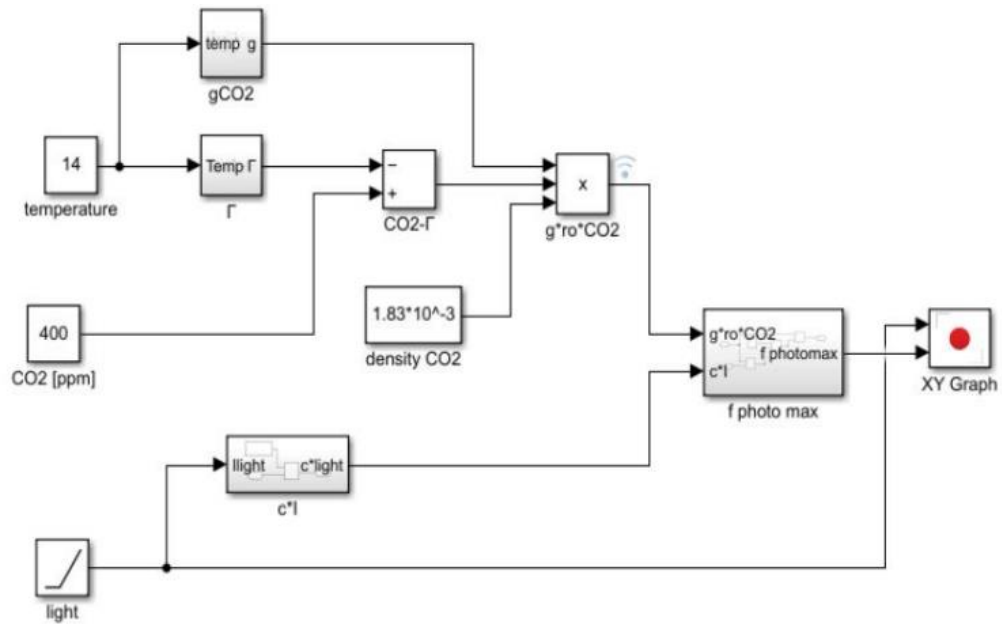 temp g
gCO2
14
temperature
Temp Γ
Γ
−
+
CO2-Γ
x
g*ro*CO2
1.83*10^-3
density CO2
400
CO2 [ppm]
g*ro*CO2
f photomax
c*I
f photo max
XY Graph
Ilight
c*light
c*I
light